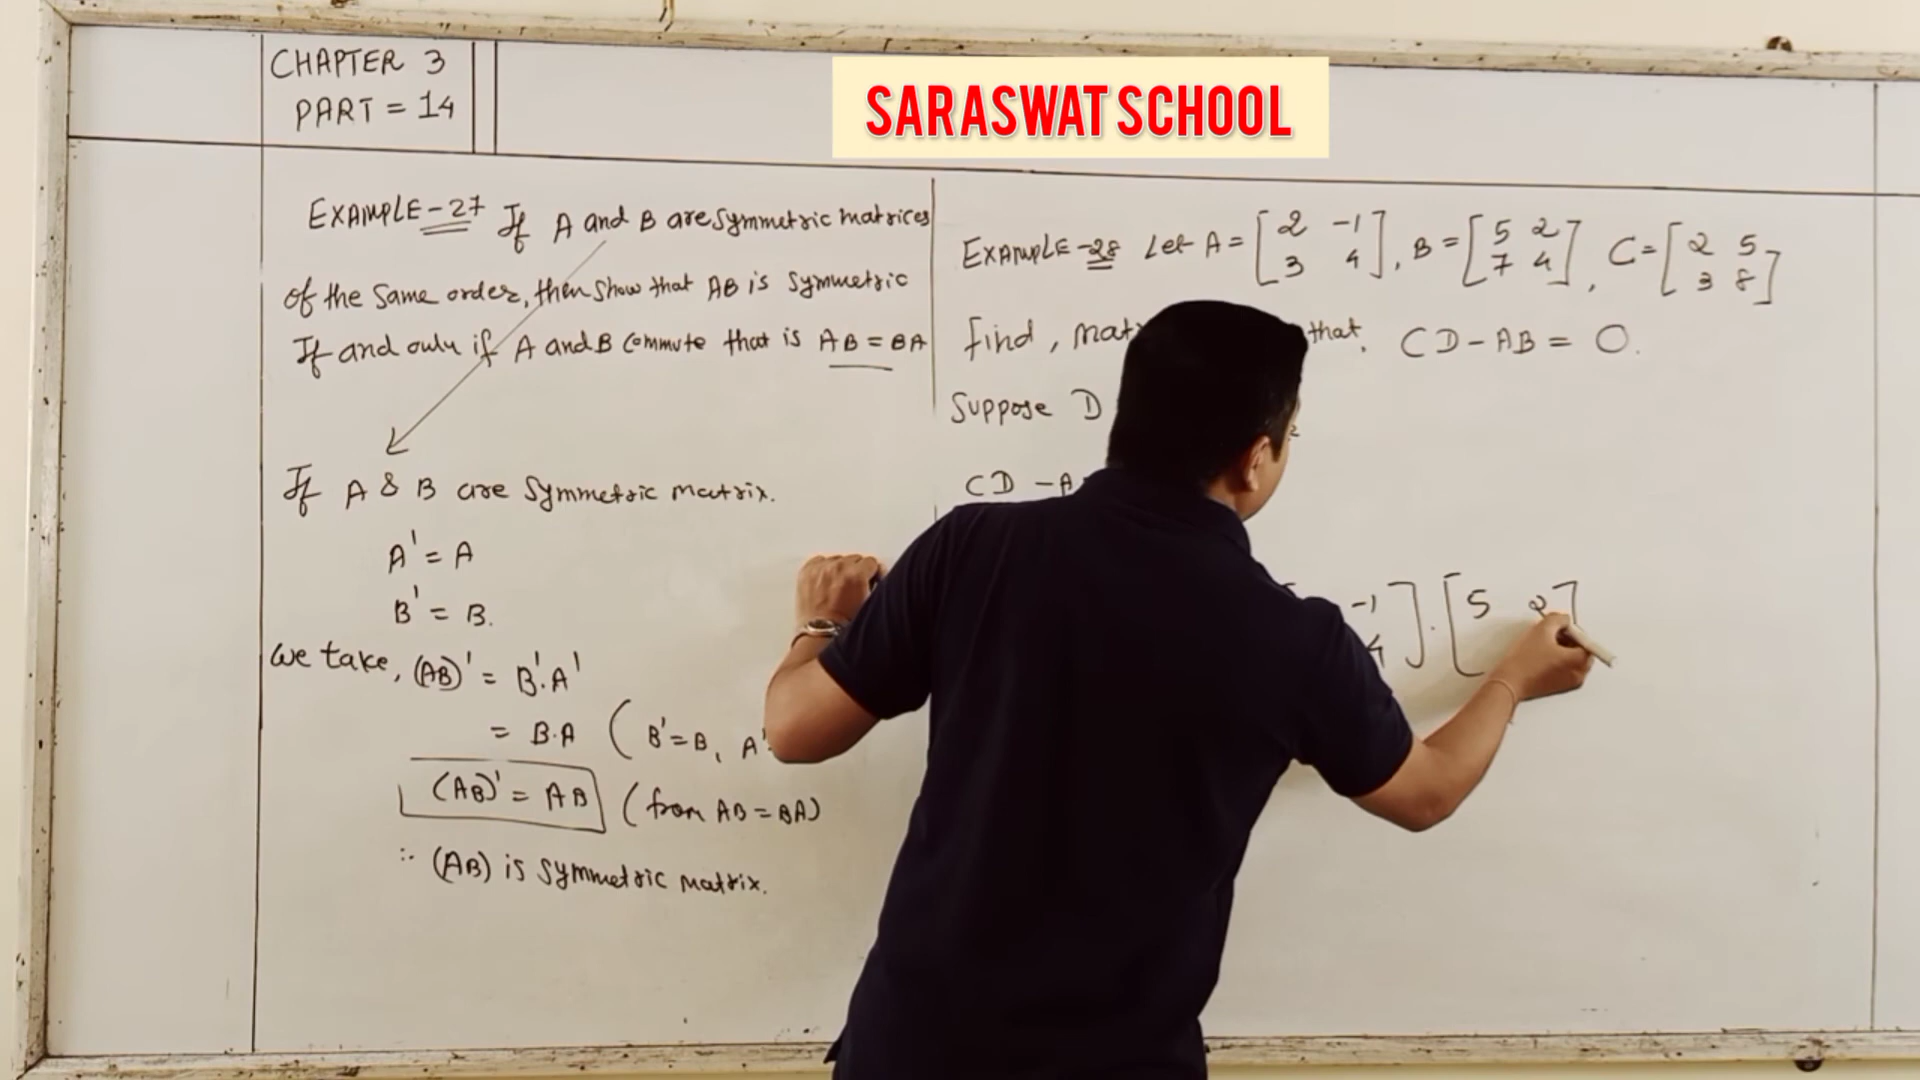 CHAPTER 3
PART = 14
SARASWAT SCHOOL
EXAMPLE-27 If A and B are symmetric matrices
of the same order, then show that AB is symmetric
If and only if A and B commute that is AB = BA
If A & B are symmetric matrix.
A' = A
B' = B.
We take, (AB)' = B'.A'
= B.A ( B' = B, A'
(AB)' = AB (from AB = BA)
∴ (AB) is symmetric matrix.
EXAMPLE-28 Let A = [2 -1
3 4], B = [5 2
7 4], C = [2 5
3 8]
find, that. CD - AB = O.
Suppose D
CD - A
-1] . [5 2]
4